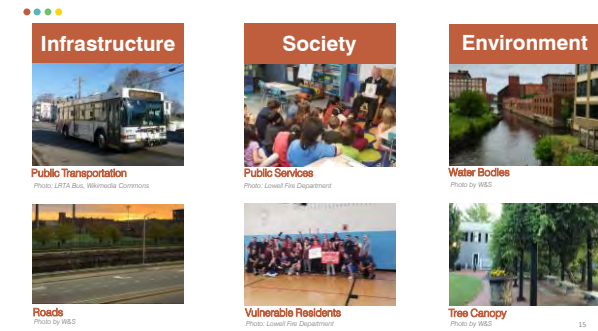 Infrastructure
Society
Environment
Public Transportation
Photo: LRTA Bus, Wikimedia Commons
Public Services
Photo: Lowell Fire Department
Water Bodies
Photo by W&S
Roads
Photo by W&S
Vulnerable Residents
Photo: Lowell Fire Department
Tree Canopy
Photo by W&S
15